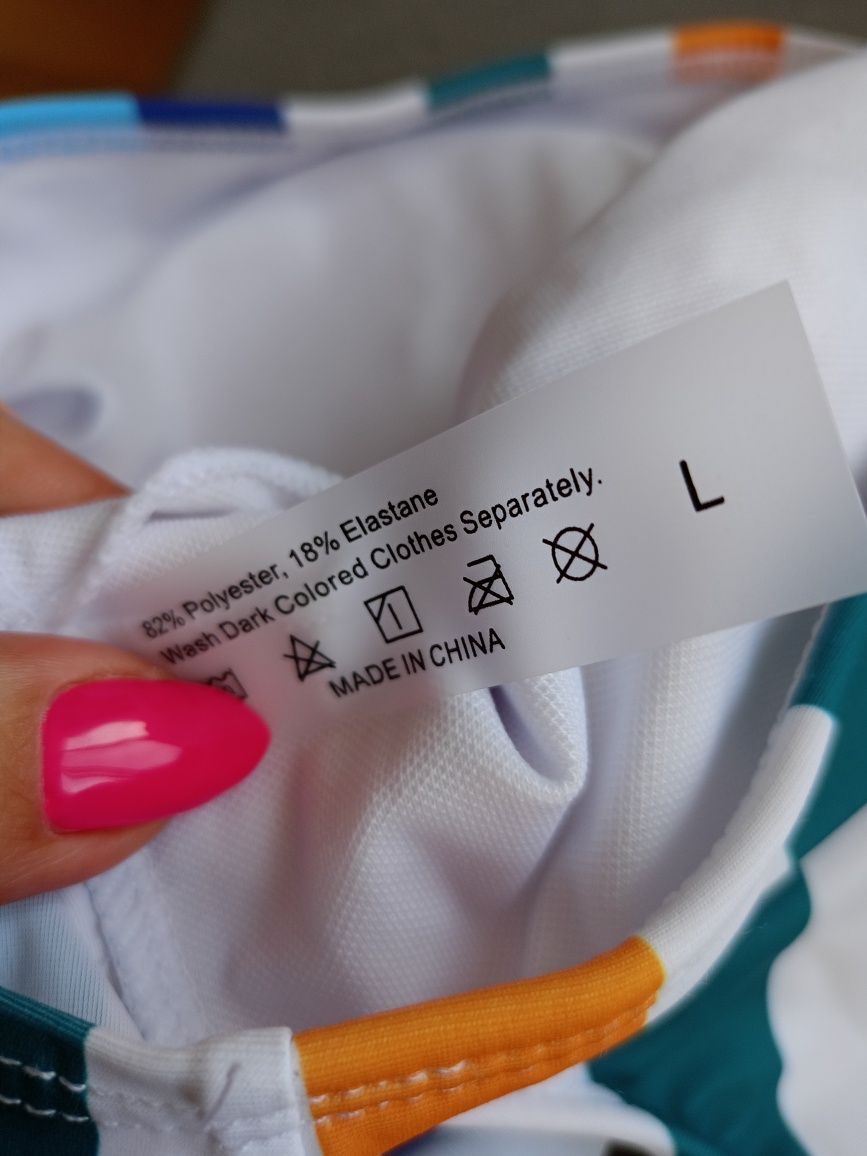 82% Polyester, 18% Elastane
Wash Dark Colored Clothes Separately.
L
MADE IN CHINA